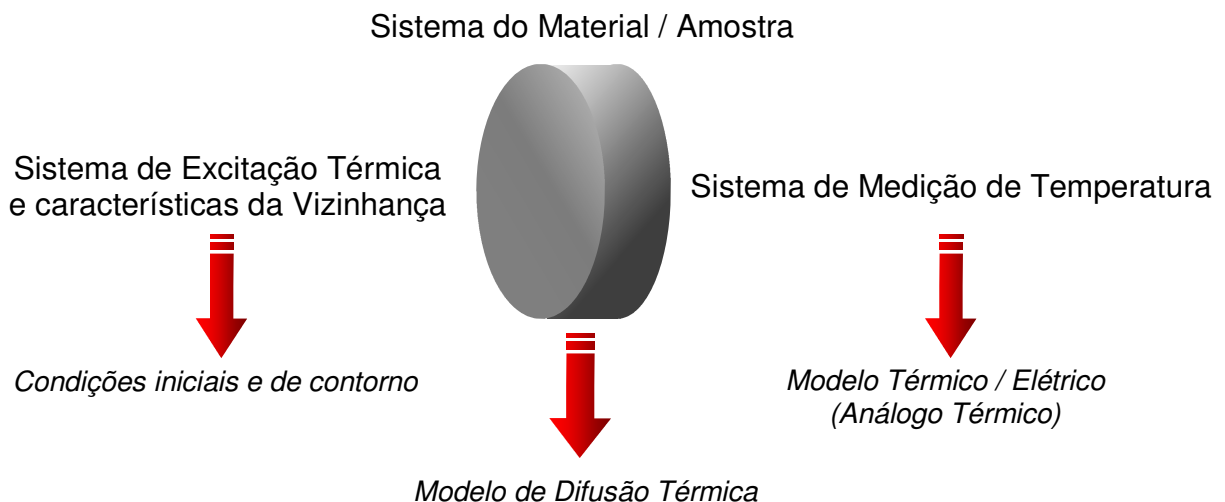 Sistema do Material / Amostra
Sistema de Excitação Térmica
e características da Vizinhança
Sistema de Medição de Temperatura
Condições iniciais e de contorno
Modelo Térmico / Elétrico
(Análogo Térmico)
Modelo de Difusão Térmica